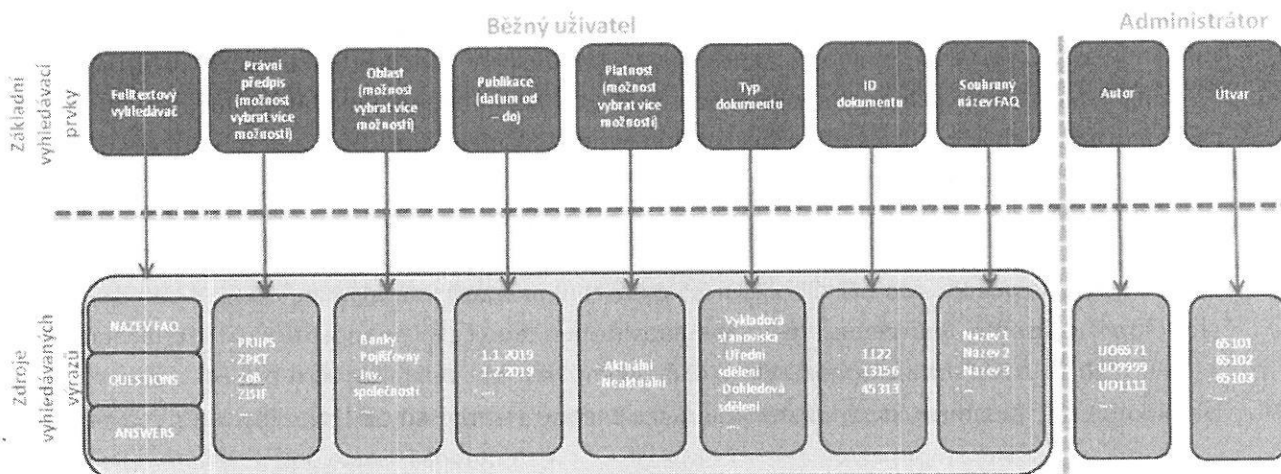 Běžný uživatel
Administrátor
Základní
vyhledávací
prvky
Fulltextový
vyhledávač
Právní
předpis
(možnost
vybrat více
možností)
Oblast
(možnost
vybrat více
možností)
Publikace
(datum od
– do)
Platnost
(možnost
vybrat více
možností)
Typ
dokumentu
ID
dokumentu
Souhrnný
název FAQ
Autor
Útvar
Zdroje
vyhledávaných
výrazů
NÁZEV FAQ
QUESTIONS
ANSWERS
- PRIIPS
- ZPKT
- ZoB
- ZISIF
- ....
- Banky
- Pojišťovny
- Inv.
společnosti
- ....
- 1.1.2019
- 1.2.2019
- ....
- Aktuální
- Neaktuální
- Výkladová
stanoviska
- Úřední
sdělení
- Dohledová
sdělení
- ....
- 1122
- 13156
- 45313
- Název 1
- Název 2
- Název 3
- ....
UO6571
UO9999
UO1111
- 65101
- 65102
- 65103
- ....